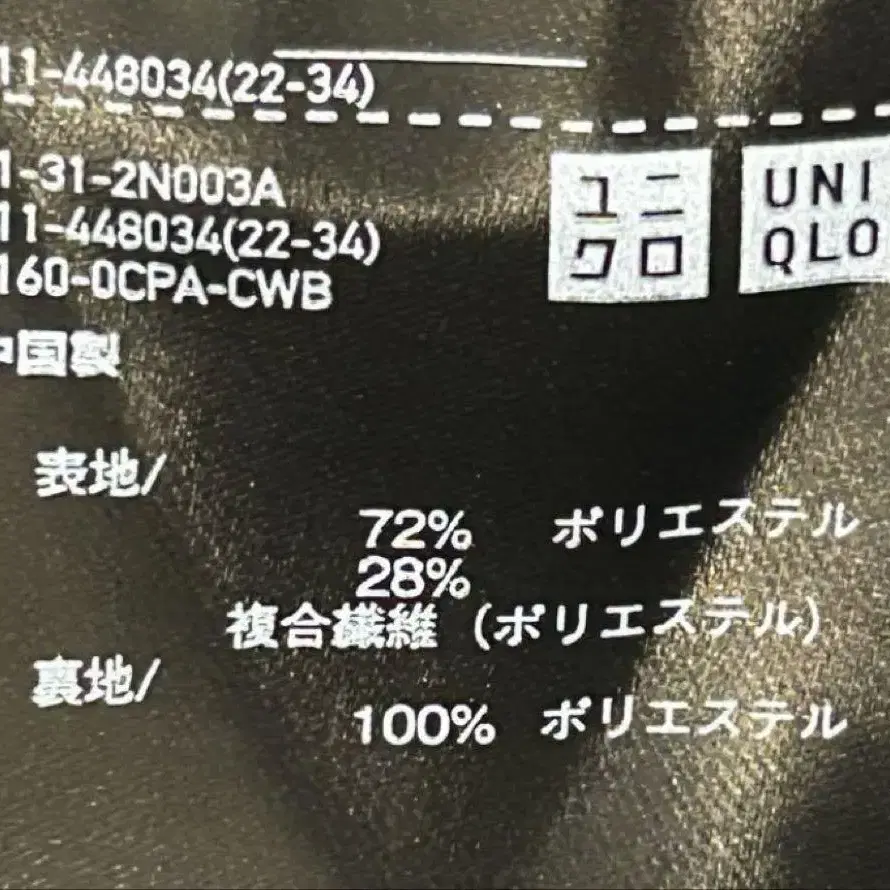 11-448034(22-34)
1-31-2N003A
11-448034(22-34)
160-0CPA-CWB
中国製
ユニ
クロ
UNI
QLO
表地/
72% ポリエステル
28%
複合繊維 (ポリエステル)
裏地/
100% ポリエステル